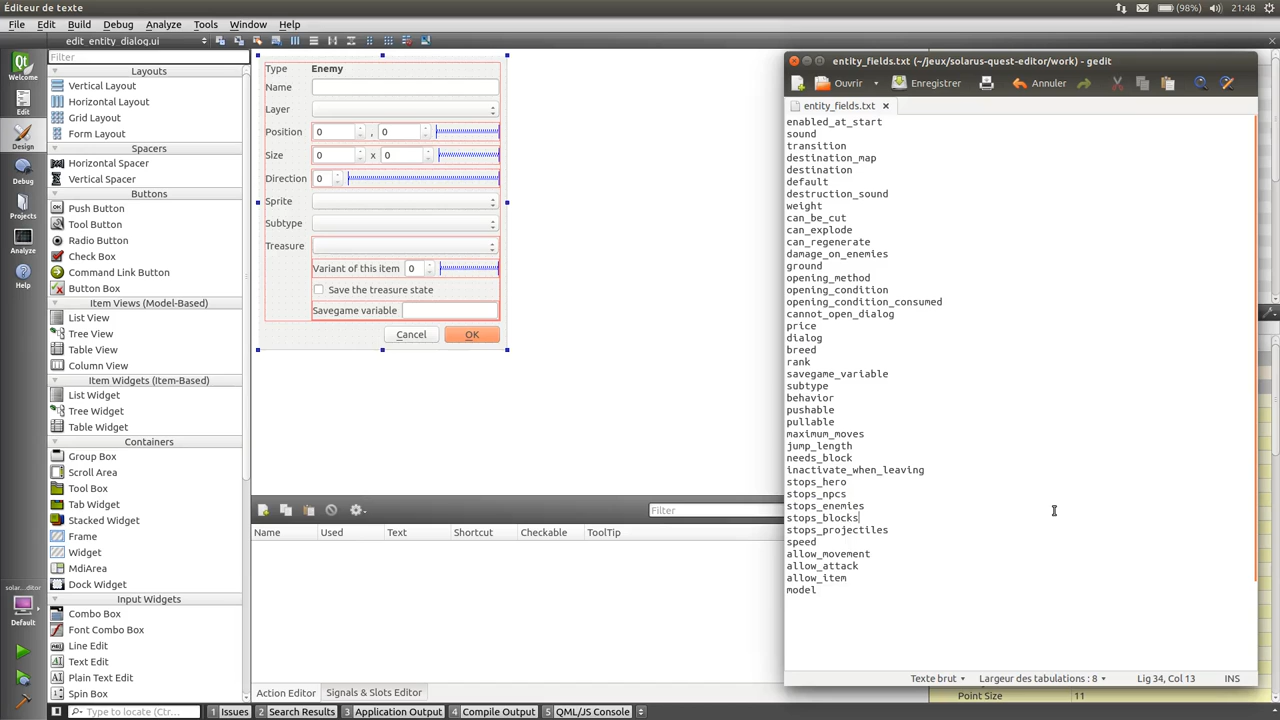 Éditeur de texte
(98%) 21:48
File Edit Build Debug Analyze Tools Window Help
edit_entity_dialog.ui
Welcome
Edit
Design
Debug
Projects
Analyze
Help
solar...ditor
Default
Filter
Layouts
Vertical Layout
Horizontal Layout
Grid Layout
Form Layout
Spacers
Horizontal Spacer
Vertical Spacer
Buttons
Push Button
Tool Button
Radio Button
Check Box
Command Link Button
Button Box
Item Views (Model-Based)
List View
Tree View
Table View
Column View
Item Widgets (Item-Based)
List Widget
Tree Widget
Table Widget
Containers
Group Box
Scroll Area
Tool Box
Tab Widget
Stacked Widget
Frame
Widget
MdiArea
Dock Widget
Input Widgets
Combo Box
Font Combo Box
Line Edit
Text Edit
Plain Text Edit
Spin Box
Type Enemy
Name
Layer
Position 0 , 0
Size 0 x 0
Direction 0
Sprite
Subtype
Treasure
Variant of this item 0
Save the treasure state
Savegame variable
Cancel OK
Filter
Name Used Text Shortcut Checkable ToolTip
Action Editor Signals & Slots Editor
entity_fields.txt (~/jeux/solarus-quest-editor/work) - gedit
Ouvrir Enregistrer Annuler
entity_fields.txt
enabled_at_start
sound
transition
destination_map
destination
default
destruction_sound
weight
can_be_cut
can_explode
can_regenerate
damage_on_enemies
ground
opening_method
opening_condition
opening_condition_consumed
cannot_open_dialog
price
dialog
breed
rank
savegame_variable
subtype
behavior
pushable
pullable
maximum_moves
jump_length
needs_block
inactivate_when_leaving
stops_hero
stops_npcs
stops_enemies
stops_blocks
stops_projectiles
speed
allow_movement
allow_attack
allow_item
model
Texte brut Largeur des tabulations : 8 Lig 34, Col 13 INS
Point Size 11
Type to locate (Ctrl+...) 1 Issues 2 Search Results 3 Application Output 4 Compile Output 5 QML/JS Console